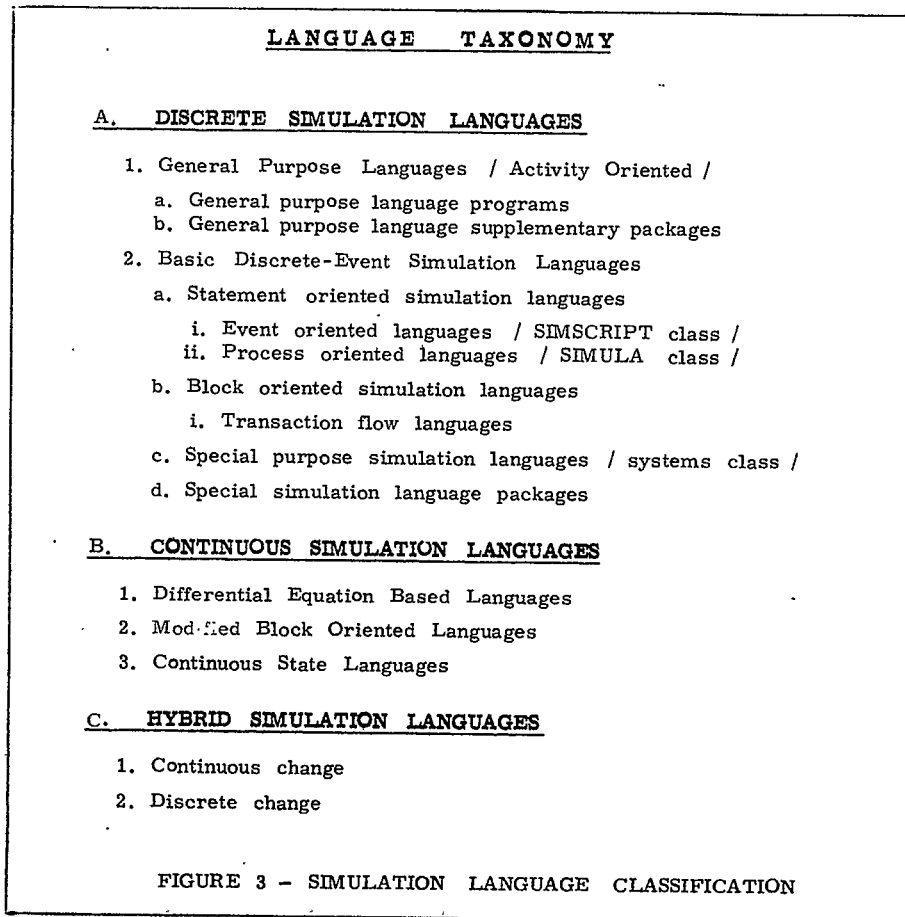 LANGUAGE TAXONOMY
A. DISCRETE SIMULATION LANGUAGES
1. General Purpose Languages / Activity Oriented /
a. General purpose language programs
b. General purpose language supplementary packages
2. Basic Discrete-Event Simulation Languages
a. Statement oriented simulation languages
i. Event oriented languages / SIMSCRIPT class /
ii. Process oriented languages / SIMULA class /
b. Block oriented simulation languages
i. Transaction flow languages
c. Special purpose simulation languages / systems class /
d. Special simulation language packages
B. CONTINUOUS SIMULATION LANGUAGES
1. Differential Equation Based Languages
2. Modified Block Oriented Languages
3. Continuous State Languages
C. HYBRID SIMULATION LANGUAGES
1. Continuous change
2. Discrete change
FIGURE 3 - SIMULATION LANGUAGE CLASSIFICATION